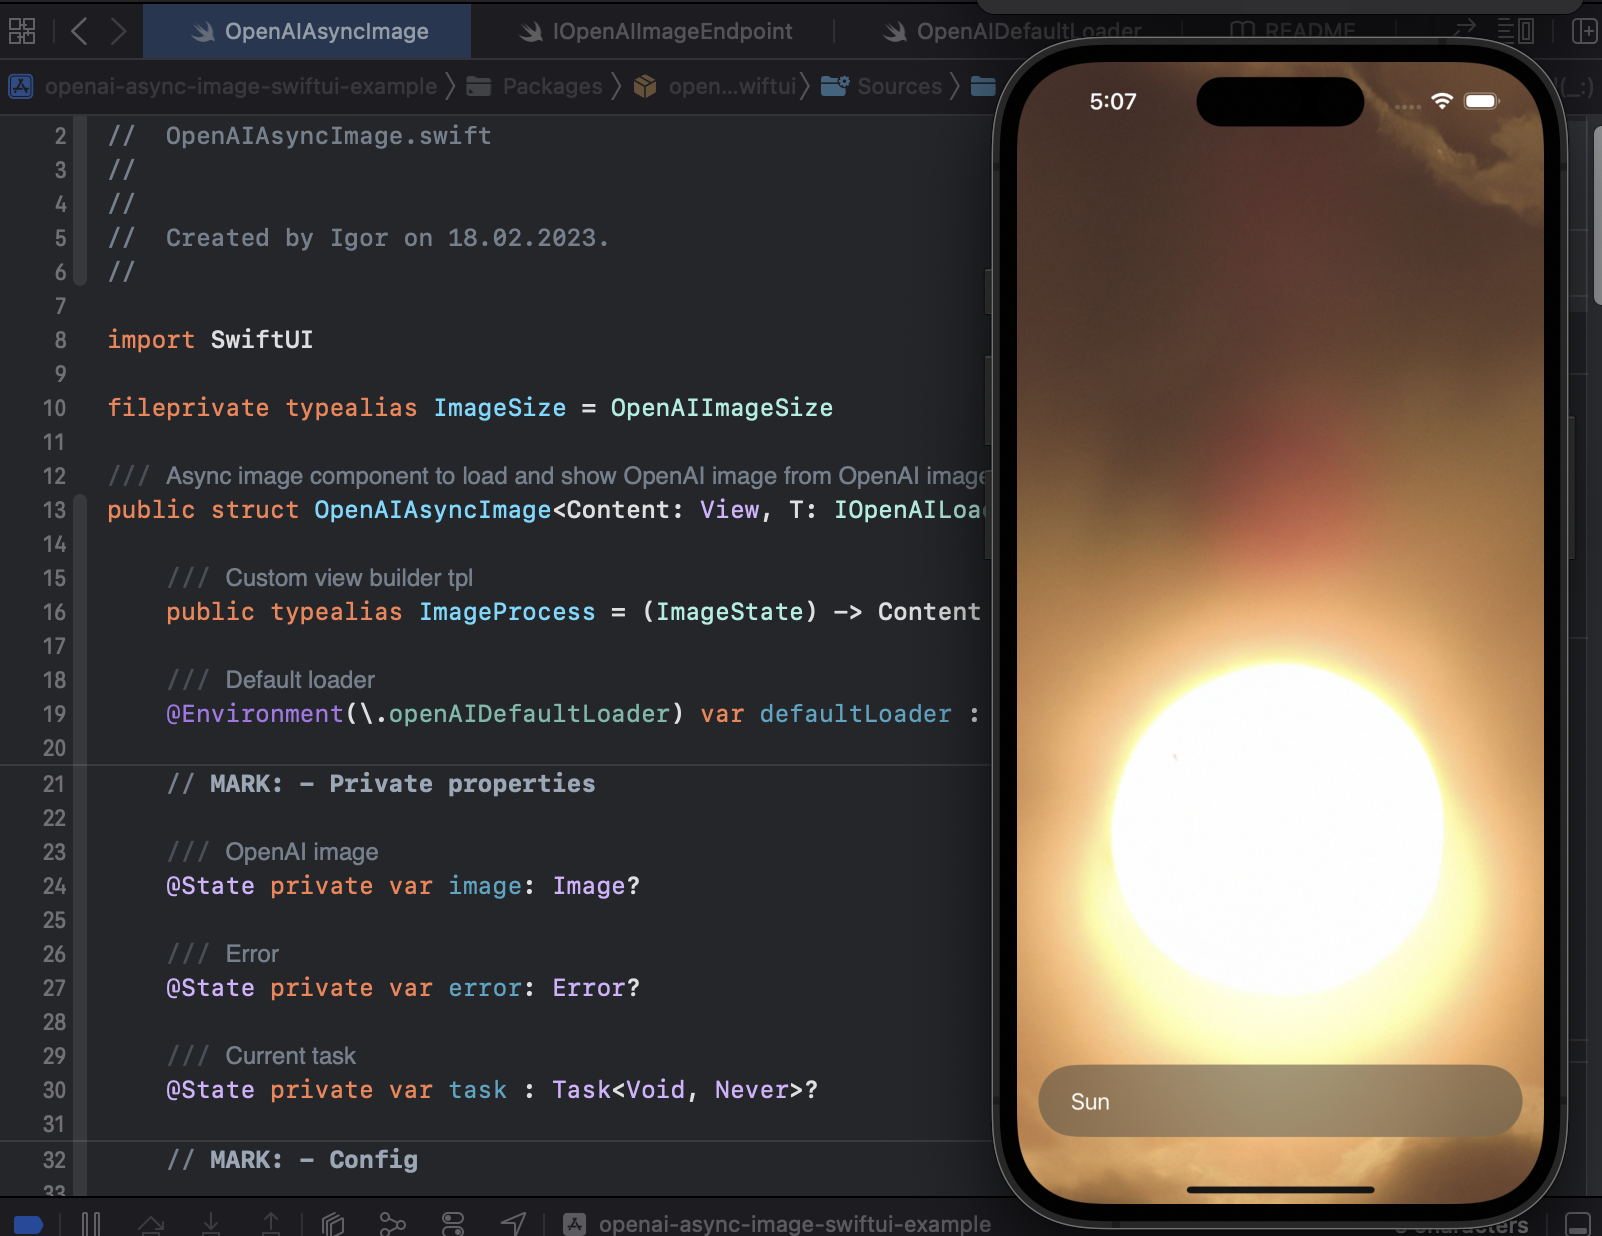 OpenAIAsyncImage
IOpenAIImageEndpoint
OpenAIDefaultLoader
README
openai-async-image-swiftui-example
Packages
open...wiftui
Sources
2 // OpenAIAsyncImage.swift
3 //
4 //
5 // Created by Igor on 18.02.2023.
6 //
7
8 import SwiftUI
9
10 fileprivate typealias ImageSize = OpenAIImageSize
11
12 /// Async image component to load and show OpenAI image from OpenAI image
13 public struct OpenAIAsyncImage<Content: View, T: IOpenAILoa
14
15 /// Custom view builder tpl
16 public typealias ImageProcess = (ImageState) -> Content
17
18 /// Default loader
19 @Environment(\.openAIDefaultLoader) var defaultLoader :
20
21 // MARK: - Private properties
22
23 /// OpenAI image
24 @State private var image: Image?
25
26 /// Error
27 @State private var error: Error?
28
29 /// Current task
30 @State private var task : Task<Void, Never>?
31
32 // MARK: - Config
33
openai-async-image-swiftui-example
characters
5:07
Sun